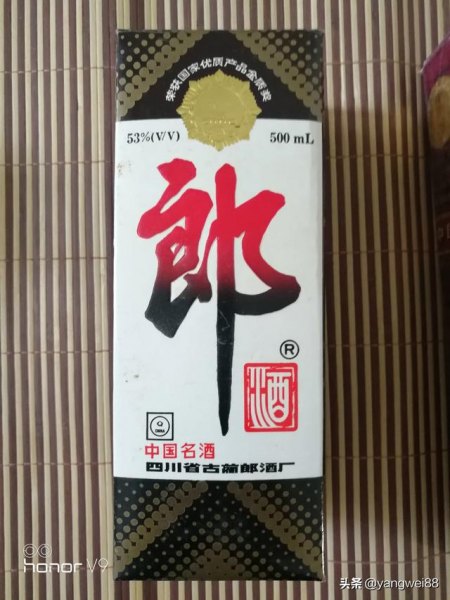 荣获国家优质产品金质奖
53%(V/V) 500 mL
郎
®
酒
CHINA
中国名酒
四川省古蔺郎酒厂
honor V9
头条 @yangwei88